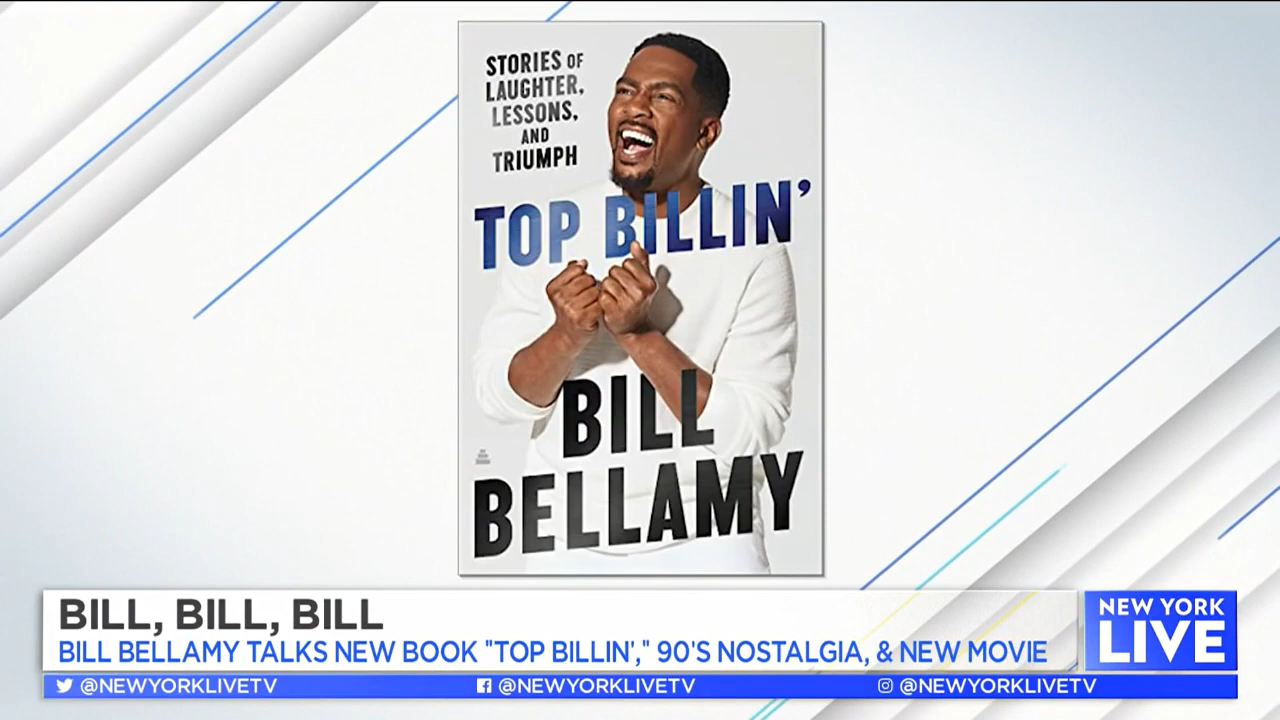 STORIES OF
LAUGHTER,
LESSONS,
AND
TRIUMPH
TOP BILLIN'
BILL
BELLAMY
BILL, BILL, BILL
BILL BELLAMY TALKS NEW BOOK "TOP BILLIN'," 90'S NOSTALGIA, & NEW MOVIE
NEW YORK
LIVE
@NEWYORKLIVETV
@NEWYORKLIVETV
@NEWYORKLIVETV